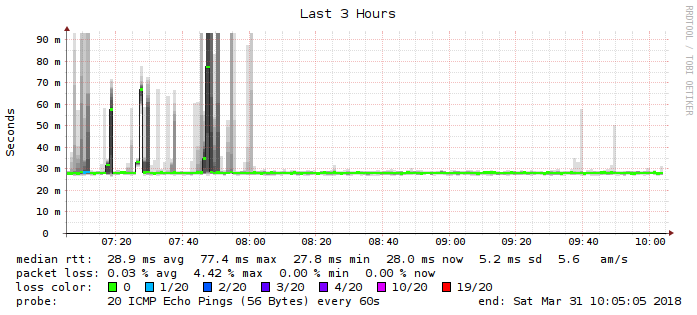 Last 3 Hours
RRDTOOL / TOBI OETIKER
Seconds
90 m
80 m
70 m
60 m
50 m
40 m
30 m
20 m
10 m
0
07:20 07:40 08:00 08:20 08:40 09:00 09:20 09:40 10:00
median rtt: 28.9 ms avg 77.4 ms max 27.8 ms min 28.0 ms now 5.2 ms sd 5.6 am/s
packet loss: 0.03 % avg 4.42 % max 0.00 % min 0.00 % now
loss color: 0 1/20 2/20 3/20 4/20 10/20 19/20
probe: 20 ICMP Echo Pings (56 Bytes) every 60s end: Sat Mar 31 10:05:05 2018